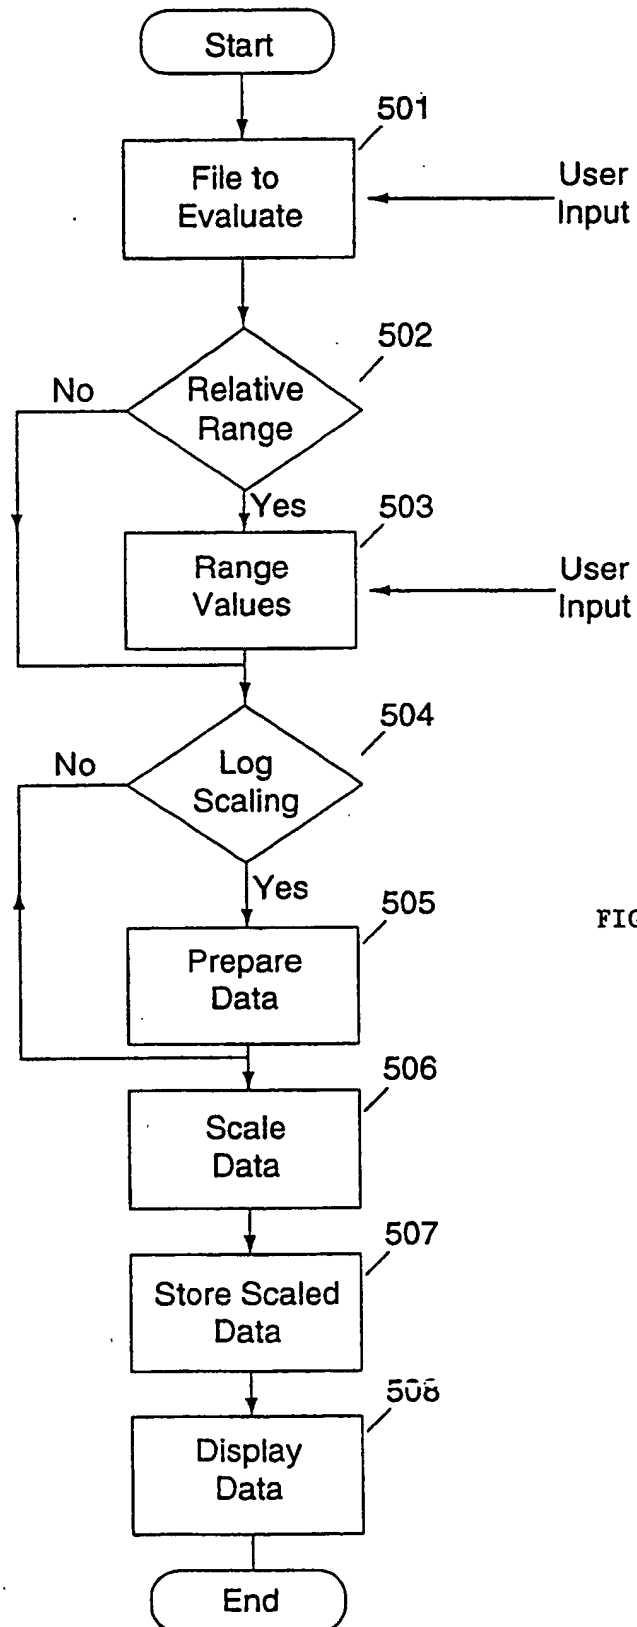 Start
501
File to
Evaluate
User
Input
502
No
Relative
Range
Yes
503
Range
Values
User
Input
504
No
Log
Scaling
Yes
505
Prepare
Data
FIG
506
Scale
Data
507
Store Scaled
Data
508
Display
Data
End